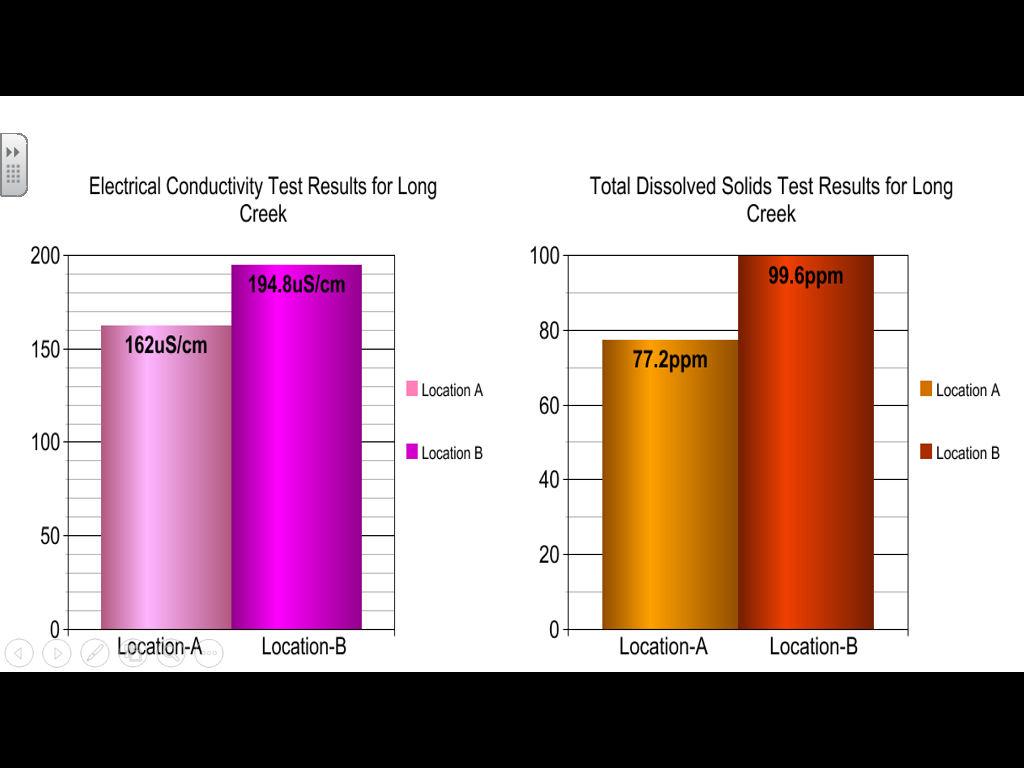 Electrical Conductivity Test Results for Long
Creek
200
150
100
50
0
162uS/cm
194.8uS/cm
Location-A
Location-B
Location A
Location B
Total Dissolved Solids Test Results for Long
Creek
100
80
60
40
20
0
77.2ppm
99.6ppm
Location-A
Location-B
Location A
Location B